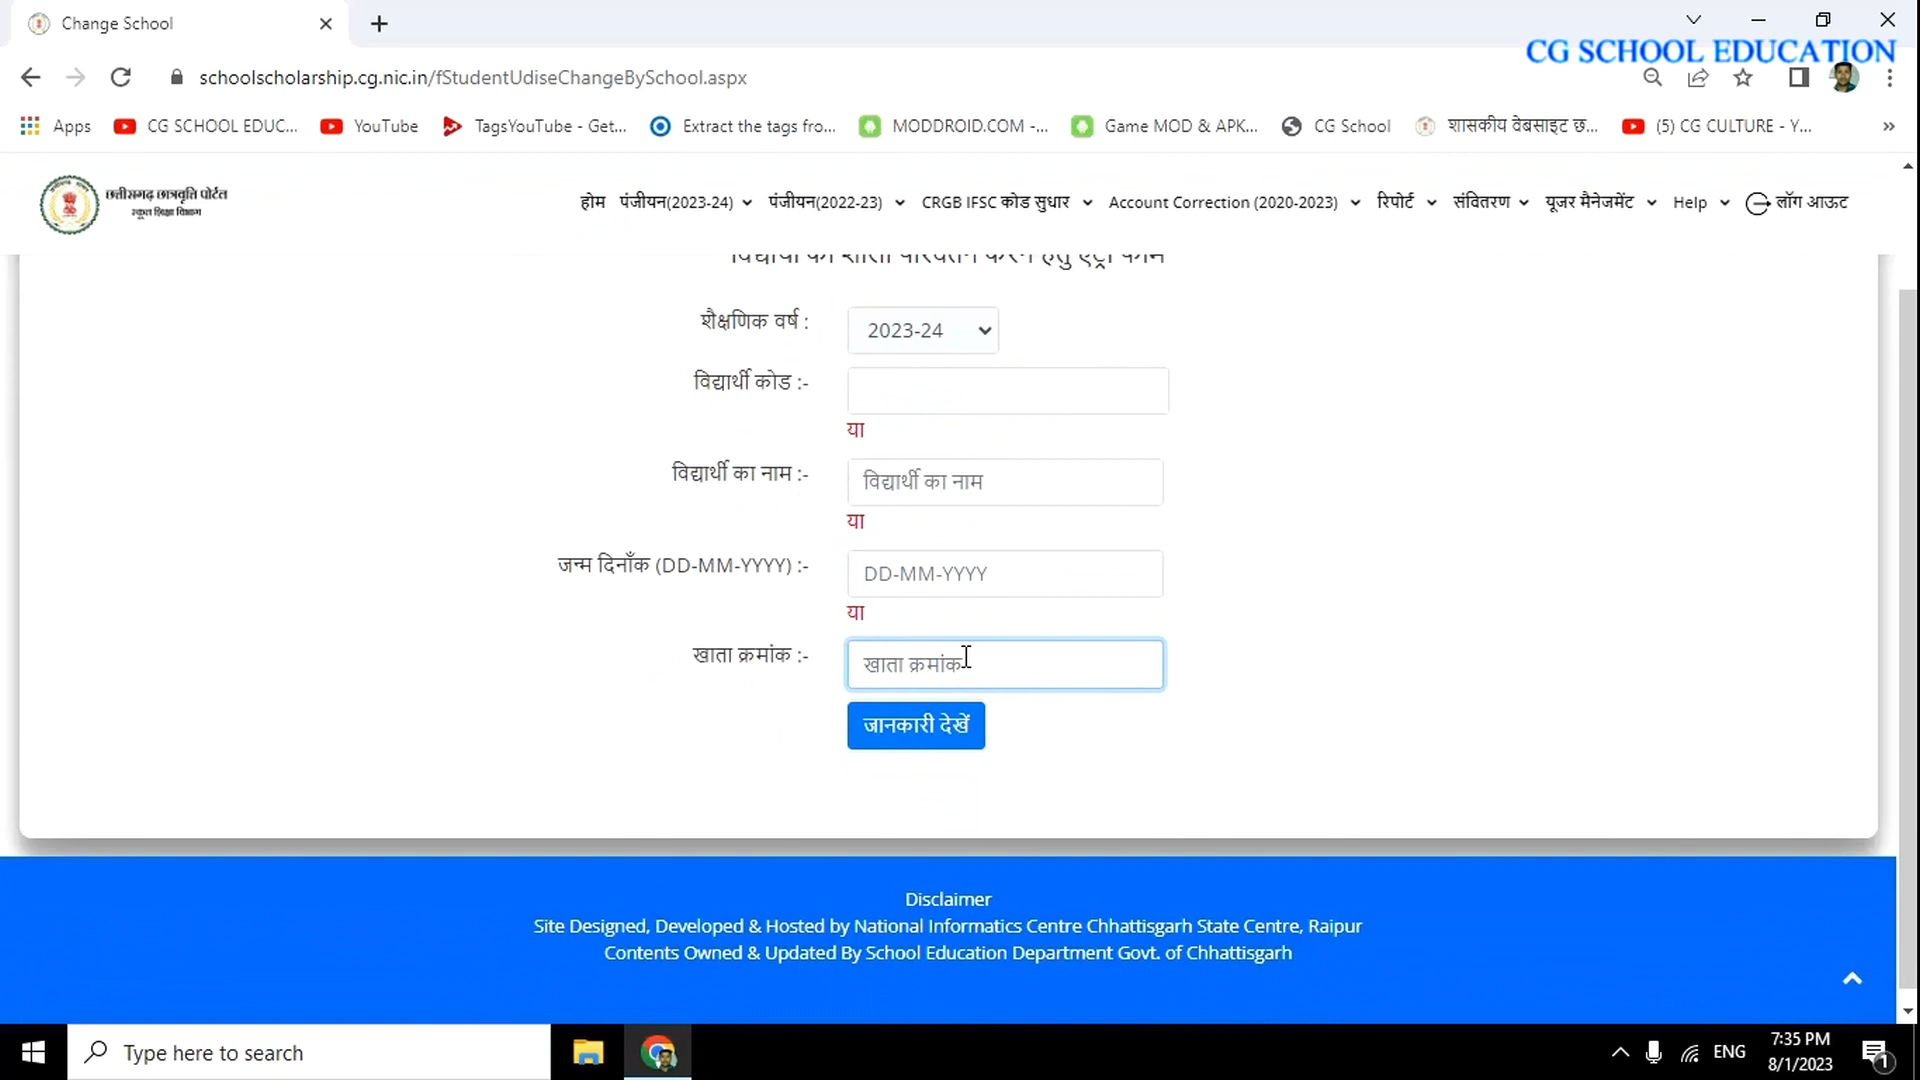 Change School
CG SCHOOL EDUCATION
schoolscholarship.cg.nic.in/fStudentUdiseChangeBySchool.aspx
Apps CG SCHOOL EDUC... YouTube TagsYouTube - Get... Extract the tags fro... MODDROID.COM -... Game MOD & APK... CG School शासकीय वेबसाइट छ... (5) CG CULTURE - Y... »
छत्तीसगढ़ छात्रवृत्ति पोर्टल
स्कूल शिक्षा विभाग
होम पंजीयन(2023-24) पंजीयन(2022-23) CRGB IFSC कोड सुधार Account Correction (2020-2023) रिपोर्ट संवितरण यूजर मैनेजमेंट Help लॉग आऊट
विद्यार्थी का शाला परिवर्तन करने हेतु एंट्री फॉर्म
शैक्षणिक वर्ष : 2023-24
विद्यार्थी कोड :-
या
विद्यार्थी का नाम :- विद्यार्थी का नाम
या
जन्म दिनाँक (DD-MM-YYYY) :- DD-MM-YYYY
या
खाता क्रमांक :- खाता क्रमांक
जानकारी देखें
Disclaimer
Site Designed, Developed & Hosted by National Informatics Centre Chhattisgarh State Centre, Raipur
Contents Owned & Updated By School Education Department Govt. of Chhattisgarh
Type here to search
ENG
7:35 PM
8/1/2023
1